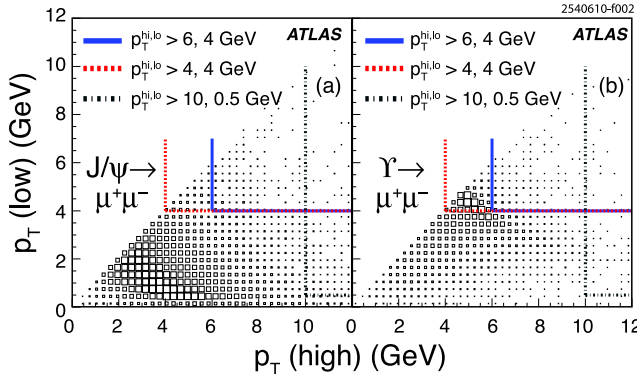 2540610-f002
12
10
8
6
4
2
0
p_T (low) (GeV)
p_T^{hi,lo} > 6, 4 GeV
p_T^{hi,lo} > 4, 4 GeV
p_T^{hi,lo} > 10, 0.5 GeV
ATLAS
(a)
J/ψ→
μ⁺μ⁻
p_T^{hi,lo} > 6, 4 GeV
p_T^{hi,lo} > 4, 4 GeV
p_T^{hi,lo} > 10, 0.5 GeV
ATLAS
(b)
ϒ→
μ⁺μ⁻
0 2 4 6 8 10 12 0 2 4 6 8 10 12
p_T (high) (GeV)